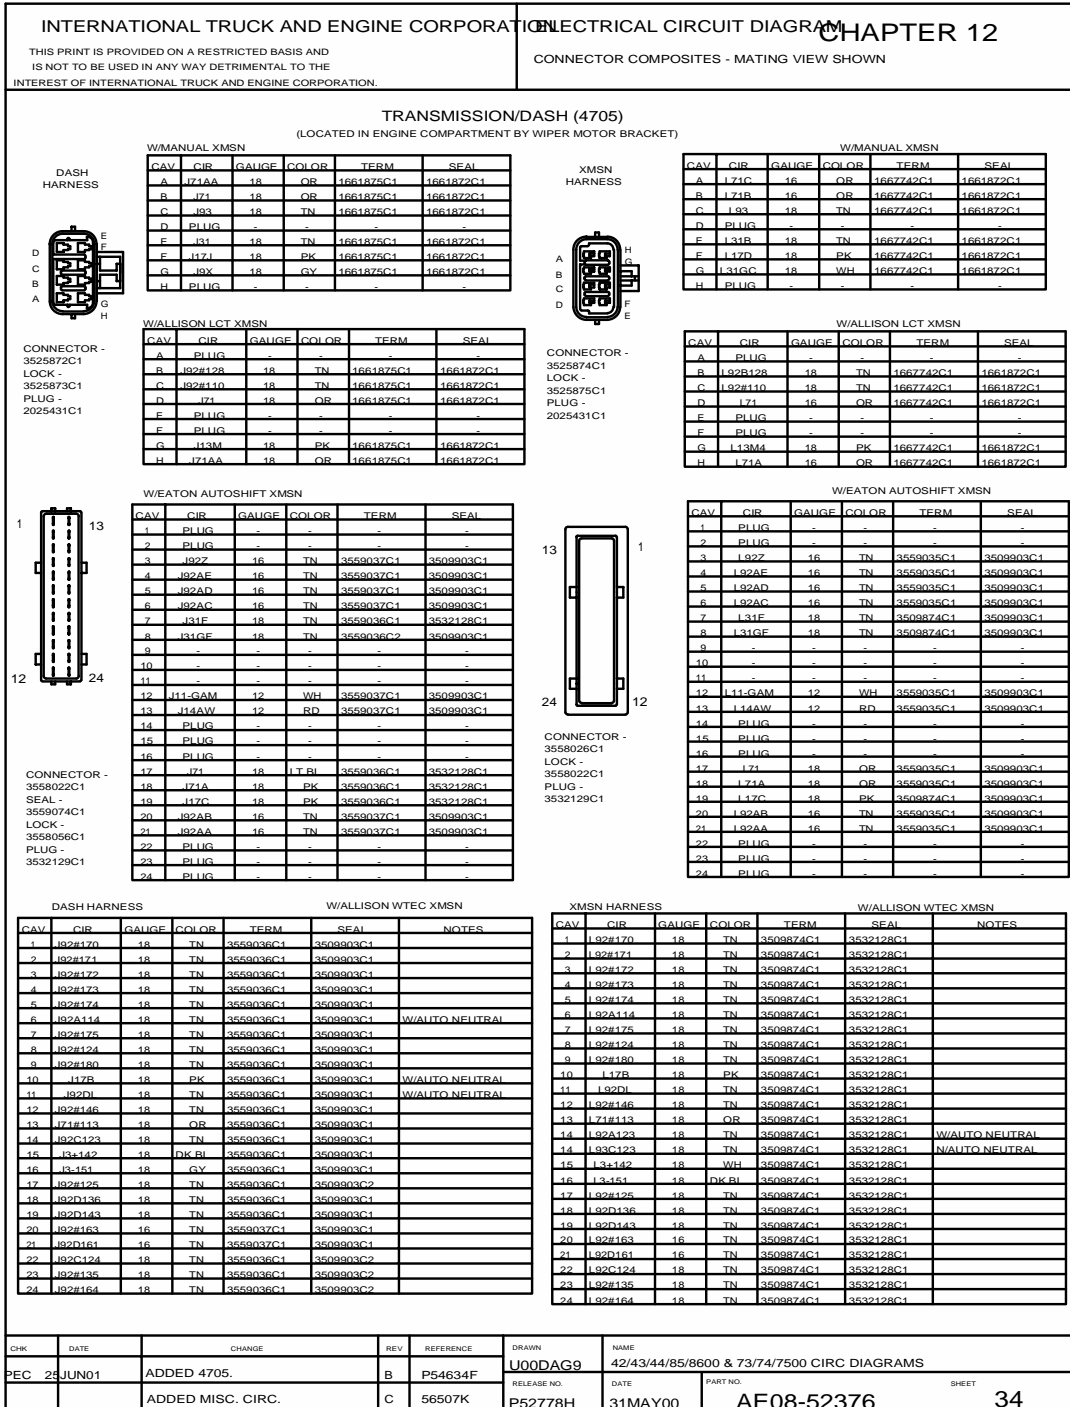 INTERNATIONAL TRUCK AND ENGINE CORPORATION
THIS PRINT IS PROVIDED ON A RESTRICTED BASIS AND
IS NOT TO BE USED IN ANY WAY DETRIMENTAL TO THE
INTEREST OF INTERNATIONAL TRUCK AND ENGINE CORPORATION.
ELECTRICAL CIRCUIT DIAGRAM
CHAPTER 12
CONNECTOR COMPOSITES - MATING VIEW SHOWN
TRANSMISSION/DASH (4705)
(LOCATED IN ENGINE COMPARTMENT BY WIPER MOTOR BRACKET)
DASH
HARNESS
D
C
B
A
E
F
G
H
CONNECTOR -
3525872C1
LOCK -
3525873C1
PLUG -
2025431C1
W/MANUAL XMSN
CAV CIR GAUGE COLOR TERM SEAL
A J71AA 18 OR 1661875C1 1661872C1
B J71 18 OR 1661875C1 1661872C1
C J93 18 TN 1661875C1 1661872C1
D PLUG - - - -
E J31 18 TN 1661875C1 1661872C1
F J17J 18 PK 1661875C1 1661872C1
G J9X 18 GY 1661875C1 1661872C1
H PLUG - - - -
W/ALLISON LCT XMSN
CAV CIR GAUGE COLOR TERM SEAL
A PLUG - - - -
B J92#128 18 TN 1661875C1 1661872C1
C J92#110 18 TN 1661875C1 1661872C1
D J71 18 OR 1661875C1 1661872C1
E PLUG - - - -
F PLUG - - - -
G J13M 18 PK 1661875C1 1661872C1
H J71AA 18 OR 1661875C1 1661872C1
XMSN
HARNESS
A
B
C
D
H
G
F
E
CONNECTOR -
3525874C1
LOCK -
3525875C1
PLUG -
2025431C1
W/MANUAL XMSN
CAV CIR GAUGE COLOR TERM SEAL
A L71C 16 OR 1667742C1 1661872C1
B L71B 16 OR 1667742C1 1661872C1
C L93 18 TN 1667742C1 1661872C1
D PLUG - - - -
E L31B 18 TN 1667742C1 1661872C1
F L17D 18 PK 1667742C1 1661872C1
G L31GC 18 WH 1667742C1 1661872C1
H PLUG - - - -
W/ALLISON LCT XMSN
CAV CIR GAUGE COLOR TERM SEAL
A PLUG - - - -
B L92B128 18 TN 1667742C1 1661872C1
C L92#110 18 TN 1667742C1 1661872C1
D L71 16 OR 1667742C1 1661872C1
E PLUG - - - -
F PLUG - - - -
G L13M4 18 PK 1667742C1 1661872C1
H L71A 16 OR 1667742C1 1661872C1
1
13
12
24
CONNECTOR -
3558022C1
SEAL -
3559074C1
LOCK -
3558056C1
PLUG -
3532129C1
W/EATON AUTOSHIFT XMSN
CAV CIR GAUGE COLOR TERM SEAL
1 PLUG - - - -
2 PLUG - - - -
3 J92Z 16 TN 3559037C1 3509903C1
4 J92AE 16 TN 3559037C1 3509903C1
5 J92AD 16 TN 3559037C1 3509903C1
6 J92AC 16 TN 3559037C1 3509903C1
7 J31F 18 TN 3559036C1 3532128C1
8 J31GF 18 TN 3559036C2 3509903C1
9 - - - - -
10 - - - - -
11 - - - - -
12 J11-GAM 12 WH 3559037C1 3509903C1
13 J14AW 12 RD 3559037C1 3509903C1
14 PLUG - - - -
15 PLUG - - - -
16 PLUG - - - -
17 J71 18 LT BL 3559036C1 3532128C1
18 J71A 18 PK 3559036C1 3532128C1
19 J17C 18 PK 3559036C1 3532128C1
20 J92AB 16 TN 3559037C1 3509903C1
21 J92AA 16 TN 3559037C1 3509903C1
22 PLUG - - - -
23 PLUG - - - -
24 PLUG - - - -
13
1
24
12
CONNECTOR -
3558026C1
LOCK -
3558022C1
PLUG -
3532129C1
W/EATON AUTOSHIFT XMSN
CAV CIR GAUGE COLOR TERM SEAL
1 PLUG - - - -
2 PLUG - - - -
3 L92Z 16 TN 3559035C1 3509903C1
4 L92AE 16 TN 3559035C1 3509903C1
5 L92AD 16 TN 3559035C1 3509903C1
6 L92AC 16 TN 3559035C1 3509903C1
7 L31F 18 TN 3509874C1 3509903C1
8 L31GF 18 TN 3509874C1 3509903C1
9 - - - - -
10 - - - - -
11 - - - - -
12 L11-GAM 12 WH 3559035C1 3509903C1
13 L14AW 12 RD 3559035C1 3509903C1
14 PLUG - - - -
15 PLUG - - - -
16 PLUG - - - -
17 L71 18 OR 3559035C1 3509903C1
18 L71A 18 OR 3559035C1 3509903C1
19 L17C 18 PK 3509874C1 3509903C1
20 L92AB 16 TN 3559035C1 3509903C1
21 L92AA 16 TN 3559035C1 3509903C1
22 PLUG - - - -
23 PLUG - - - -
24 PLUG - - - -
DASH HARNESS W/ALLISON WTEC XMSN
CAV CIR GAUGE COLOR TERM SEAL NOTES
1 J92#170 18 TN 3559036C1 3509903C1
2 J92#171 18 TN 3559036C1 3509903C1
3 J92#172 18 TN 3559036C1 3509903C1
4 J92#173 18 TN 3559036C1 3509903C1
5 J92#174 18 TN 3559036C1 3509903C1
6 J92A114 18 TN 3559036C1 3509903C1 W/AUTO NEUTRAL
7 J92#175 18 TN 3559036C1 3509903C1
8 J92#124 18 TN 3559036C1 3509903C1
9 J92#180 18 TN 3559036C1 3509903C1
10 J17B 18 PK 3559036C1 3509903C1 W/AUTO NEUTRAL
11 J92DL 18 TN 3559036C1 3509903C1 W/AUTO NEUTRAL
12 J92#146 18 TN 3559036C1 3509903C1
13 J71#113 18 OR 3559036C1 3509903C1
14 J92C123 18 TN 3559036C1 3509903C1
15 J3+142 18 DK BL 3559036C1 3509903C1
16 J3-151 18 GY 3559036C1 3509903C1
17 J92#125 18 TN 3559036C1 3509903C2
18 J92D136 18 TN 3559036C1 3509903C1
19 J92D143 18 TN 3559036C1 3509903C1
20 J92#163 16 TN 3559037C1 3509903C1
21 J92D161 16 TN 3559037C1 3509903C1
22 J92C124 18 TN 3559036C1 3509903C2
23 J92#135 18 TN 3559036C1 3509903C2
24 J92#164 18 TN 3559036C1 3509903C2
XMSN HARNESS W/ALLISON WTEC XMSN
CAV CIR GAUGE COLOR TERM SEAL NOTES
1 L92#170 18 TN 3509874C1 3532128C1
2 L92#171 18 TN 3509874C1 3532128C1
3 L92#172 18 TN 3509874C1 3532128C1
4 L92#173 18 TN 3509874C1 3532128C1
5 L92#174 18 TN 3509874C1 3532128C1
6 L92A114 18 TN 3509874C1 3532128C1
7 L92#175 18 TN 3509874C1 3532128C1
8 L92#124 18 TN 3509874C1 3532128C1
9 L92#180 18 TN 3509874C1 3532128C1
10 L17B 18 PK 3509874C1 3532128C1
11 L92DL 18 TN 3509874C1 3532128C1
12 L92#146 18 TN 3509874C1 3532128C1
13 L71#113 18 OR 3509874C1 3532128C1
14 L92A123 18 TN 3509874C1 3532128C1 W/AUTO NEUTRAL
14 L93C123 18 TN 3509874C1 3532128C1 N/AUTO NEUTRAL
15 L3+142 18 WH 3509874C1 3532128C1
16 L3-151 18 DK BL 3509874C1 3532128C1
17 L92#125 18 TN 3509874C1 3532128C1
18 L92D136 18 TN 3509874C1 3532128C1
19 L92D143 18 TN 3509874C1 3532128C1
20 L92#163 16 TN 3509874C1 3532128C1
21 L92D161 16 TN 3509874C1 3532128C1
22 L92C124 18 TN 3509874C1 3532128C1
23 L92#135 18 TN 3509874C1 3532128C1
24 L92#164 18 TN 3509874C1 3532128C1
CHK DATE CHANGE REV REFERENCE
PEC 25JUN01 ADDED 4705. B P54634F
ADDED MISC. CIRC. C 56507K
DRAWN
U00DAG9
NAME
42/43/44/85/8600 & 73/74/7500 CIRC DIAGRAMS
RELEASE NO.
P52778H
DATE
31MAY00
PART NO.
AE08-52376
SHEET
34